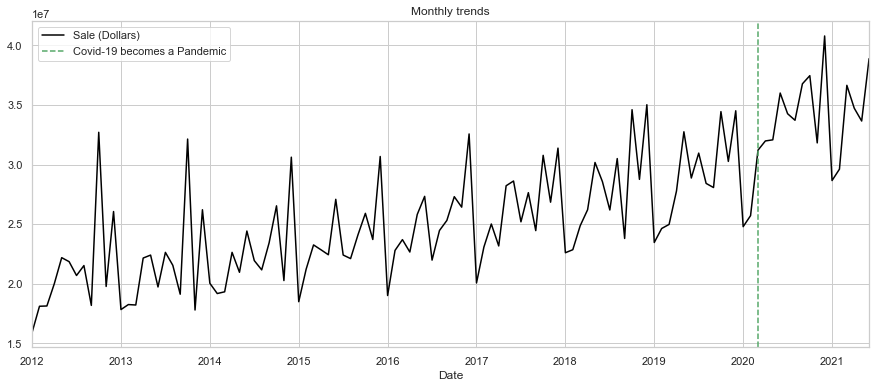 Monthly trends
1e7
Sale (Dollars)
Covid-19 becomes a Pandemic
4.0
3.5
3.0
2.5
2.0
1.5
2012 2013 2014 2015 2016 2017 2018 2019 2020 2021
Date